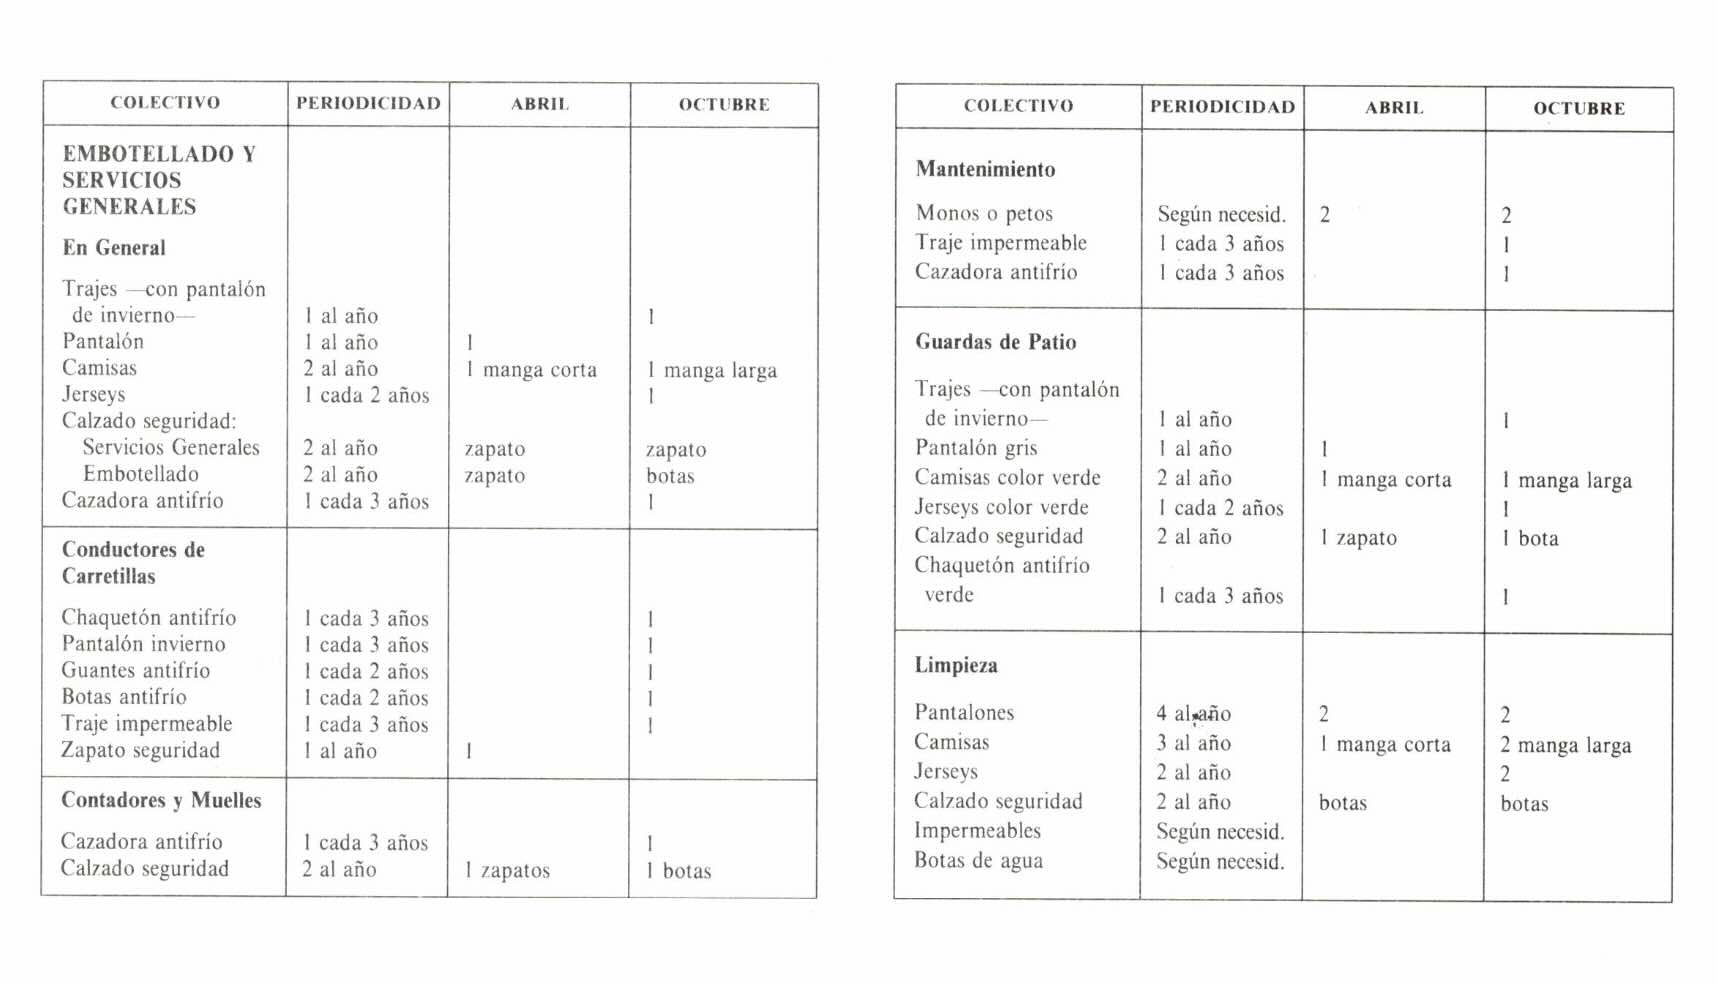 COLECTIVO PERIODICIDAD ABRIL OCTUBRE
EMBOTELLADO Y
SERVICIOS
GENERALES
En General
Trajes —con pantalón
de invierno— 1 al año 1
Pantalón 1 al año 1
Camisas 2 al año 1 manga corta 1 manga larga
Jerseys 1 cada 2 años 1
Calzado seguridad:
Servicios Generales 2 al año zapato zapato
Embotellado 2 al año zapato botas
Cazadora antifrío 1 cada 3 años 1
Conductores de
Carretillas
Chaquetón antifrío 1 cada 3 años 1
Pantalón invierno 1 cada 3 años 1
Guantes antifrío 1 cada 2 años 1
Botas antifrío 1 cada 2 años 1
Traje impermeable 1 cada 3 años 1
Zapato seguridad 1 al año 1
Contadores y Muelles
Cazadora antifrío 1 cada 3 años 1
Calzado seguridad 2 al año 1 zapatos 1 botas
COLECTIVO PERIODICIDAD ABRIL OCTUBRE
Mantenimiento
Monos o petos Según necesid. 2 2
Traje impermeable 1 cada 3 años 1
Cazadora antifrío 1 cada 3 años 1
Guardas de Patio
Trajes —con pantalón
de invierno— 1 al año 1
Pantalón gris 1 al año 1
Camisas color verde 2 al año 1 manga corta 1 manga larga
Jerseys color verde 1 cada 2 años 1
Calzado seguridad 2 al año 1 zapato 1 bota
Chaquetón antifrío
verde 1 cada 3 años 1
Limpieza
Pantalones 4 al año 2 2
Camisas 3 al año 1 manga corta 2 manga larga
Jerseys 2 al año 2
Calzado seguridad 2 al año botas botas
Impermeables Según necesid.
Botas de agua Según necesid.